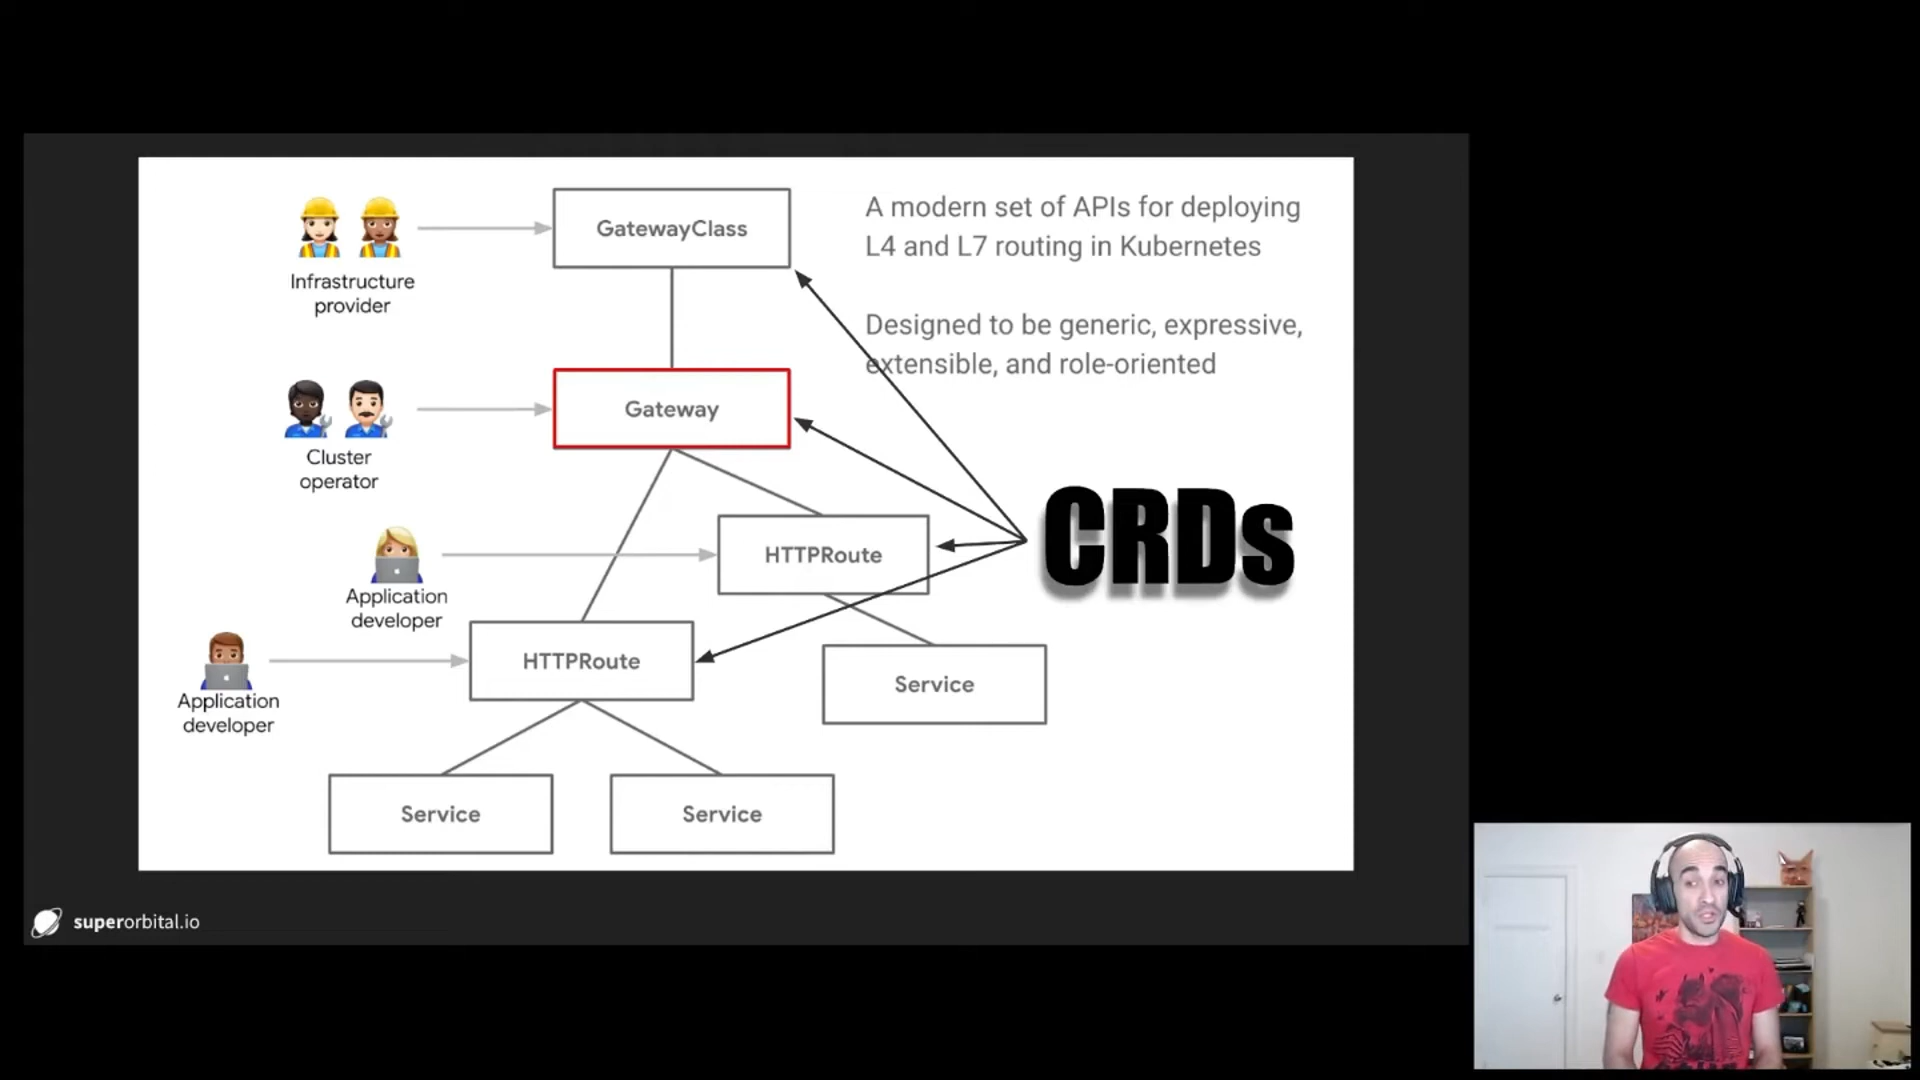 GatewayClass
A modern set of APIs for deploying
L4 and L7 routing in Kubernetes
Infrastructure
provider
Designed to be generic, expressive,
extensible, and role-oriented
Gateway
Cluster
operator
CRDs
HTTPRoute
Application
developer
HTTPRoute
Service
Application
developer
Service
Service
superorbital.io